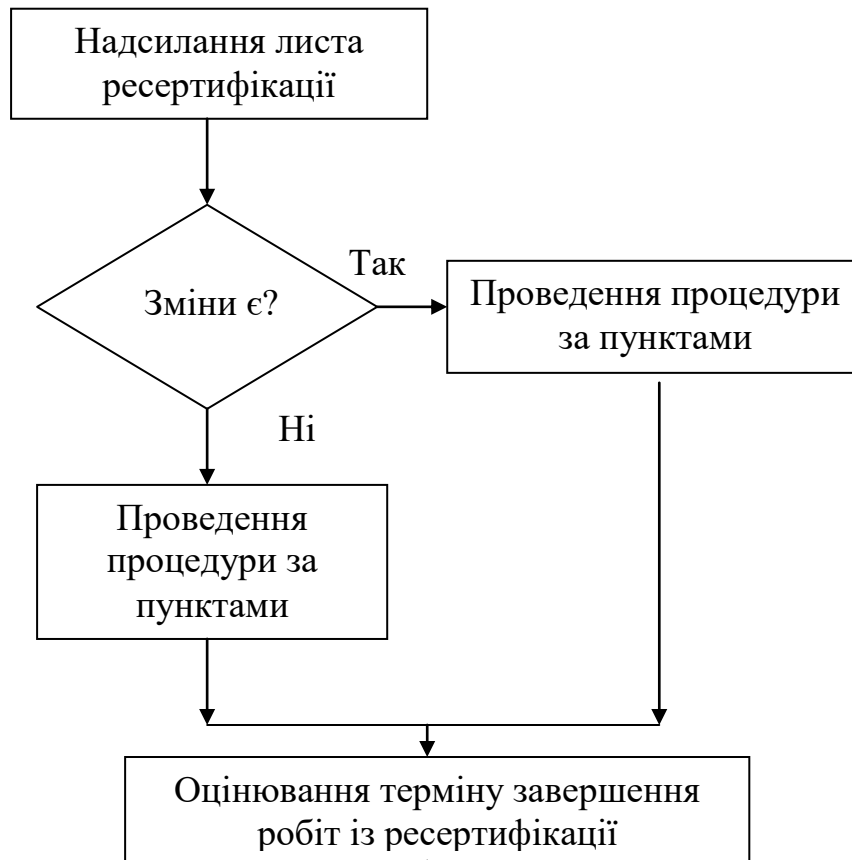 Надсилання листа
ресертифікації
Так
Зміни є?
Проведення процедури
за пунктами
Ні
Проведення
процедури за
пунктами
Оцінювання терміну завершення
робіт із ресертифікації